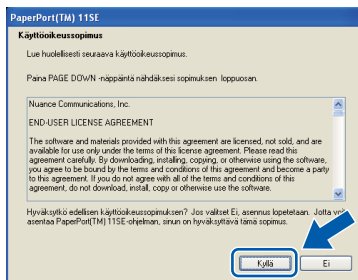 PaperPort(TM) 11SE
Käyttöoikeussopimus
Lue huolellisesti seuraava käyttöoikeussopimus.
Paina PAGE DOWN -näppäintä nähdäksesi sopimuksen loppuosan.
Nuance Communications, Inc.
END-USER LICENSE AGREEMENT
The software and materials provided with this agreement are licensed, not sold, and are
available for use only under the terms of this license agreement. Please read this
agreement carefully. By downloading, installing, copying, or otherwise using the software,
you agree to be bound by the terms and conditions of this agreement and become a party
to this agreement. If you do not agree with all of the terms and conditions of this
agreement, do not download, install, copy or otherwise use the software.
Hyväksytkö edellisen käyttöoikeussopimuksen? Jos valitset Ei, asennus lopetetaan. Jotta
asentaa PaperPort(TM) 11SE-ohjelman, sinun on hyväksyttävä tämä sopimus.
Kyllä
Ei